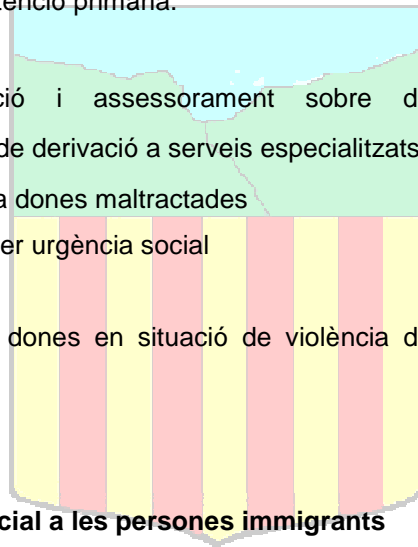 tenció primària.
ció i assessorament sobre d
de derivació a serveis especialitzats
a dones maltractades
er urgència social
dones en situació de violència d
cial a les persones immigrants